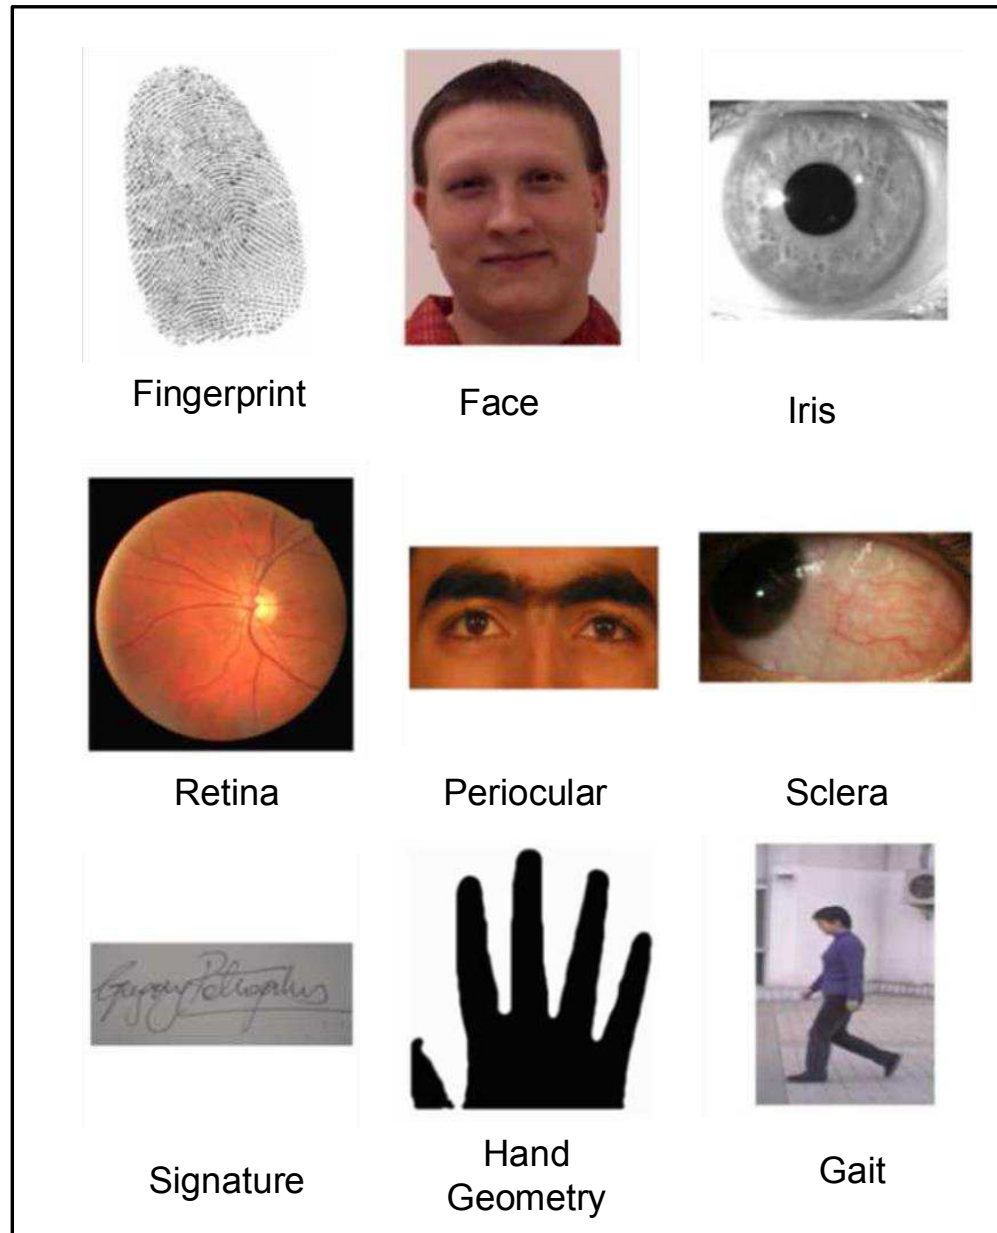 Fingerprint
Face
Iris
Retina
Periocular
Sclera
Signature
Hand
Geometry
Gait